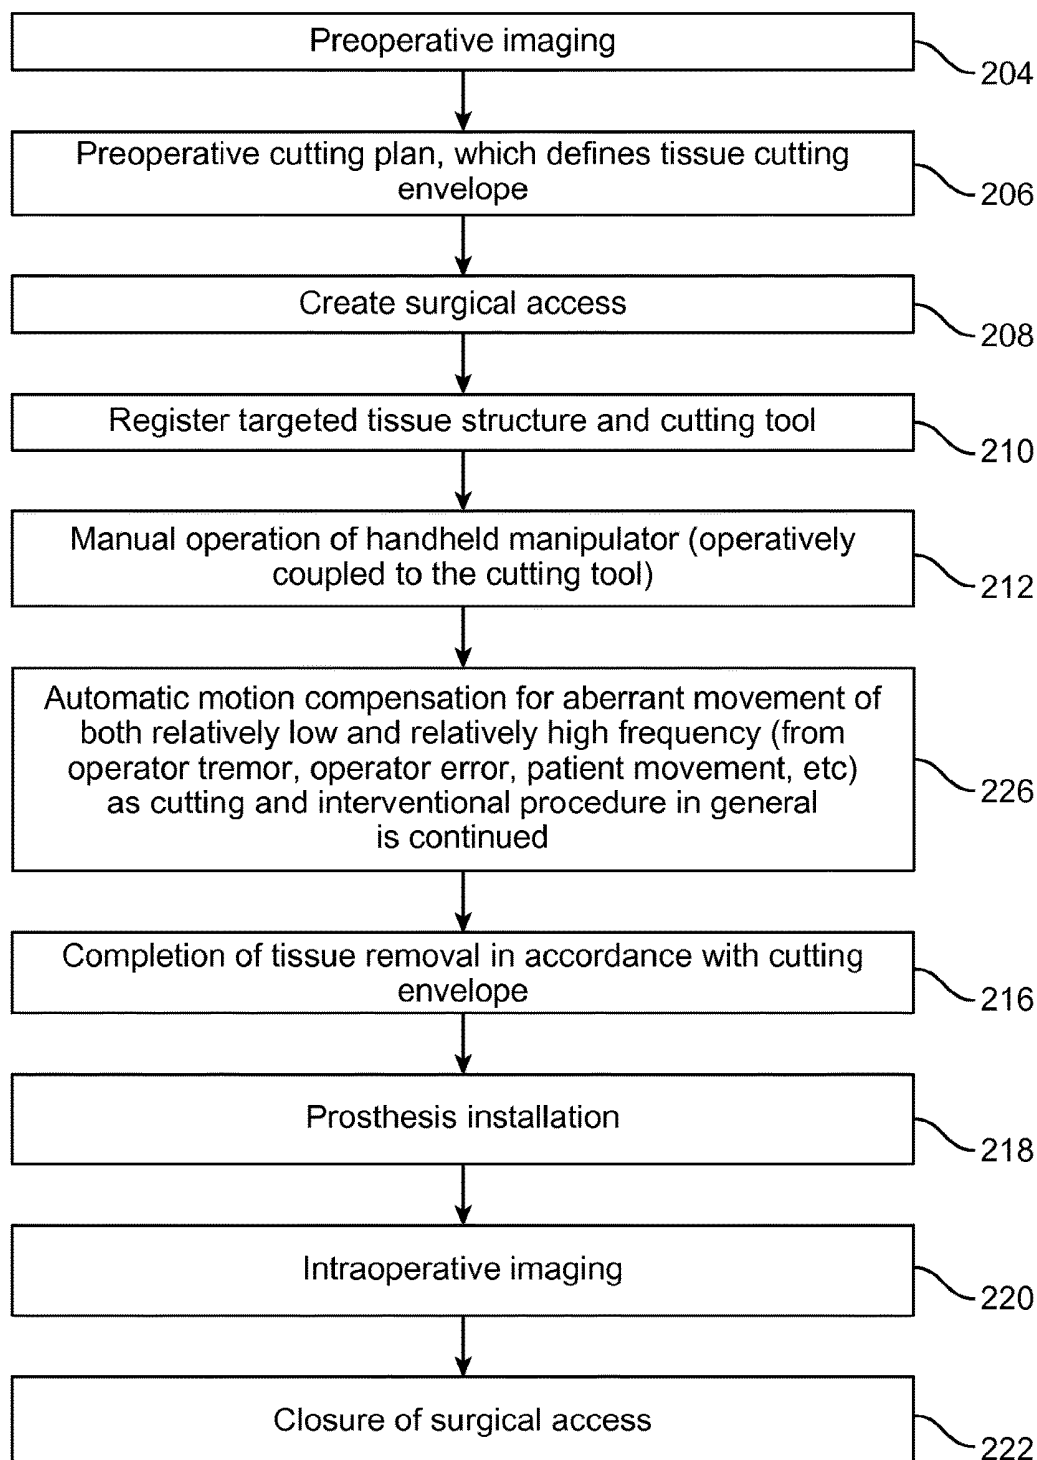 Preoperative imaging
204
Preoperative cutting plan, which defines tissue cutting
envelope
206
Create surgical access
208
Register targeted tissue structure and cutting tool
210
Manual operation of handheld manipulator (operatively
coupled to the cutting tool)
212
Automatic motion compensation for aberrant movement of
both relatively low and relatively high frequency (from
operator tremor, operator error, patient movement, etc)
as cutting and interventional procedure in general
is continued
226
Completion of tissue removal in accordance with cutting
envelope
216
Prosthesis installation
218
Intraoperative imaging
220
Closure of surgical access
222